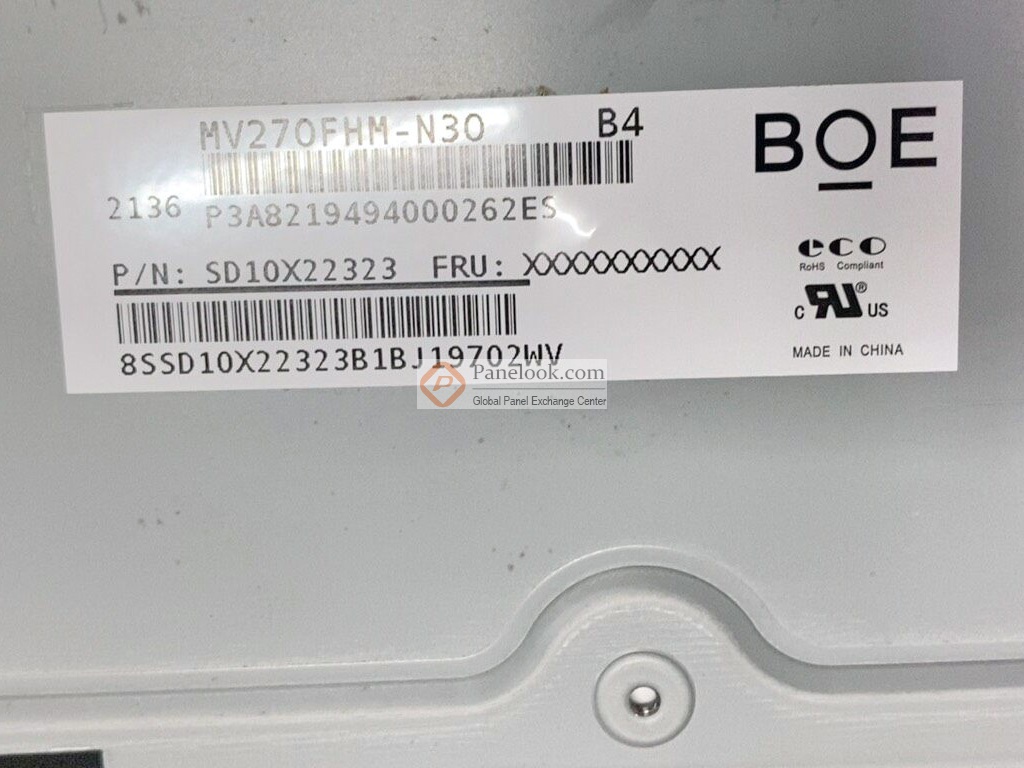 MV270FHM-N30 B4
BOE
2136 P3A8219494000262ES
P/N: SD10X22323 FRU: XXXXXXXXXX
8SSD10X22323B1BJ19702WV
eco
RoHS Compliant
C RU® US
MADE IN CHINA
P Panelook.com
Global Panel Exchange Center